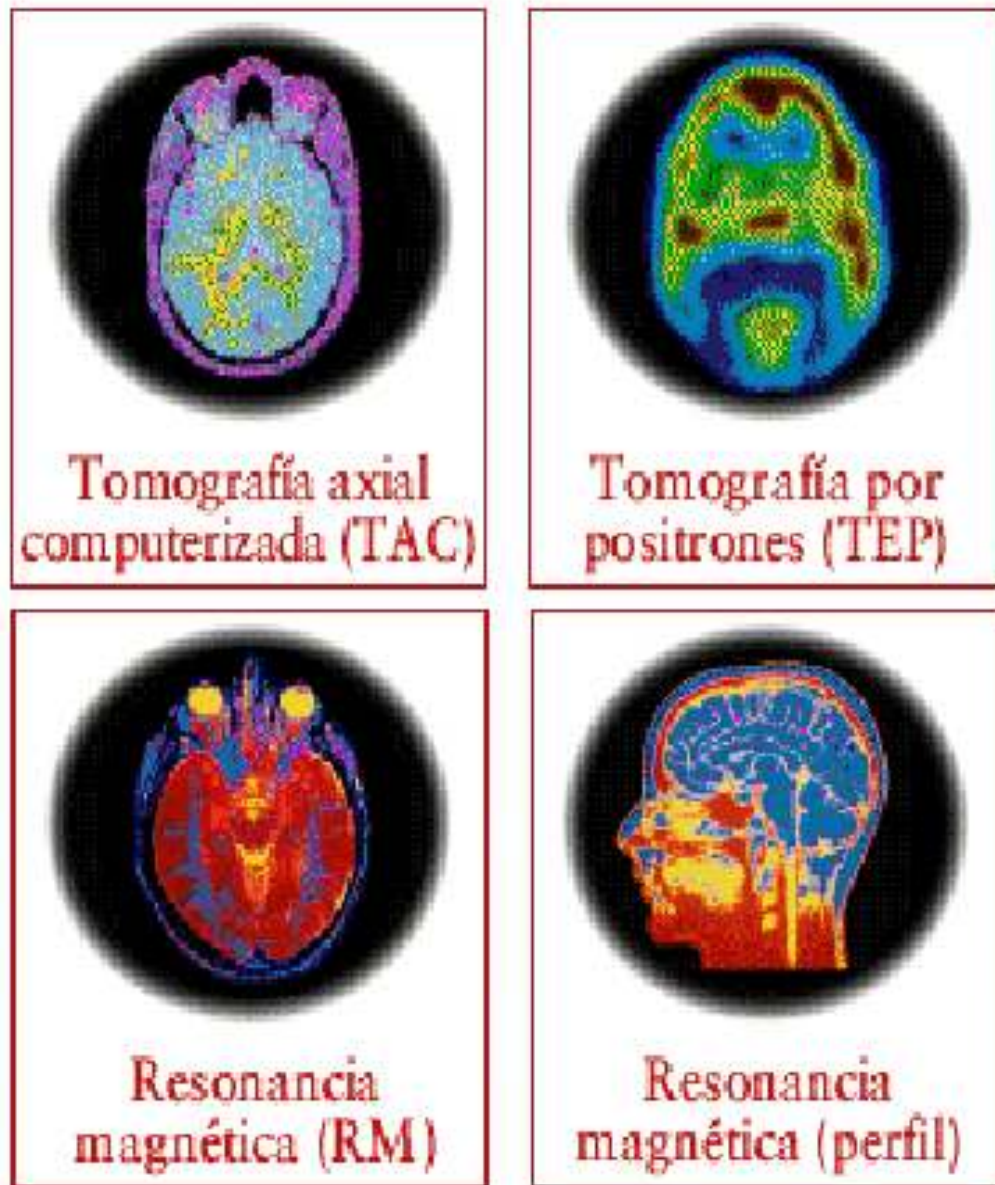 Tomografía axial
computerizada (TAC)
Tomografía por
positrones (TEP)
Resonancia
magnética (RM)
Resonancia
magnética (perfil)